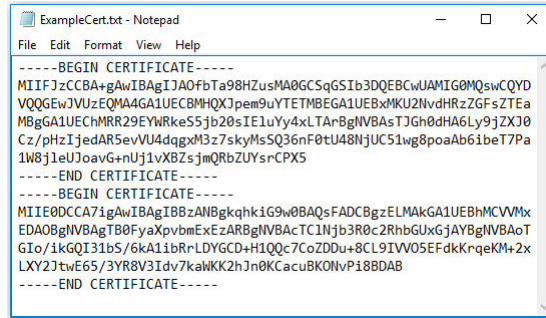 ExampleCert.txt - Notepad
File Edit Format View Help
-----BEGIN CERTIFICATE-----
MIIFJzCCBA+gAwIBAgIJAOfbTa98HZusMA0GCSqGSIb3DQEBCwUAMIG0MQswCQYD
VQQGEwJVUzEQMA4GA1UECBMHQXJpem9uYTETMBEGA1UEBxMKU2NvdHRzZGFsZTEa
MBgGA1UEChMRR29EYWRkeS5jb20sIEluYy4xLTArBgNVBAsTJGh0dHA6Ly9jZXJ0
Cz/pHzIjedAR5evVU4dqgxM3z7skyMsSQ36nF0tU48NjUC51wg8poaAb6ibeT7Pa
1W8jleUJoavG+nUj1vXBZsjmQRbZUYsrCPX5
-----END CERTIFICATE-----
-----BEGIN CERTIFICATE-----
MIIE0DCCA7igAwIBAgIBBzANBgkqhkiG9w0BAQsFADCBgzELMAkGA1UEBhMCVVMx
EDAOBgNVBAgTB0FyaXpvbmExEzARBgNVBAcTClNjb3R0c2RhbGUxGjAYBgNVBAoT
GIo/ikGQI31bS/6kA1ibRrLDYGCD+H1QQc7CoZDDu+8CL9IVVO5EFdkKrqeKM+2x
LXY2JtwE65/3YR8V3Idv7kaWKK2hJn0KCacuBKONvPi8BDAB
-----END CERTIFICATE-----